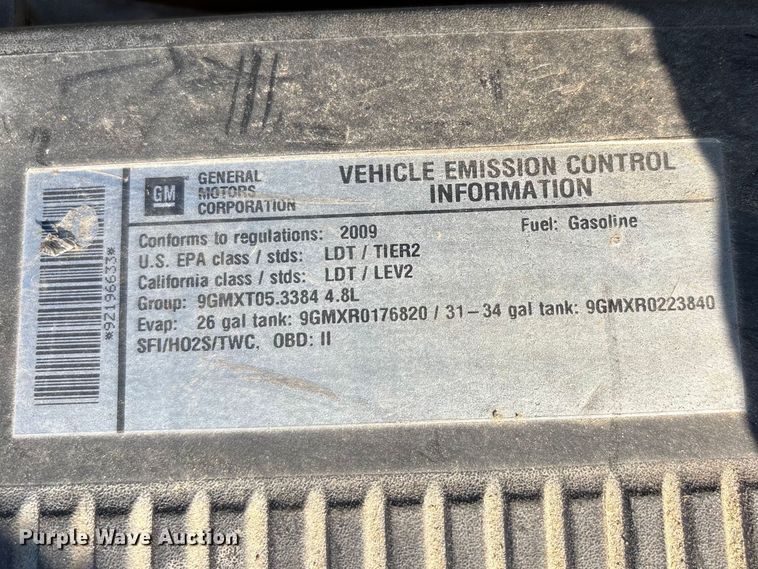 GM
GENERAL MOTORS CORPORATION
VEHICLE EMISSION CONTROL INFORMATION
Conforms to regulations: 2009 Fuel: Gasoline
U.S. EPA class / stds: LDT / TIER2
California class / stds: LDT / LEV2
Group: 9GMXT05.3384 4.8L
Evap: 26 gal tank: 9GMXR0176820 / 31-34 gal tank: 9GMXR0223840
SFI/HO2S/TWC, OBD: II
*92196633*
Purple Wave Auction